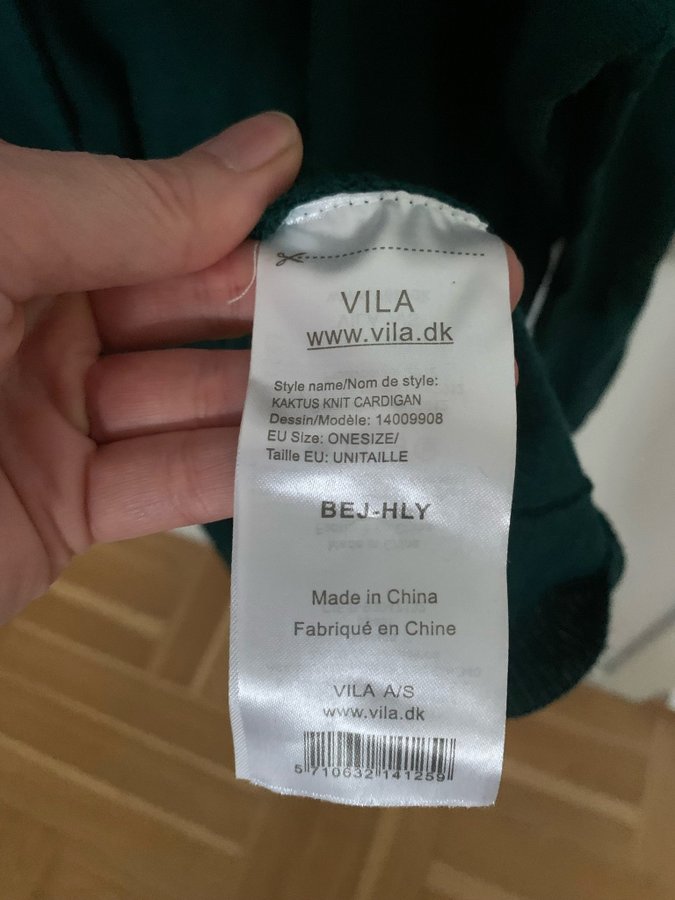 VILA
www.vila.dk
Style name/Nom de style:
KAKTUS KNIT CARDIGAN
Dessin/Modèle: 14009908
EU Size: ONESIZE/
Taille EU: UNITAILLE
BEJ-HLY
Made in China
Fabriqué en Chine
VILA A/S
www.vila.dk
5 710632 141259